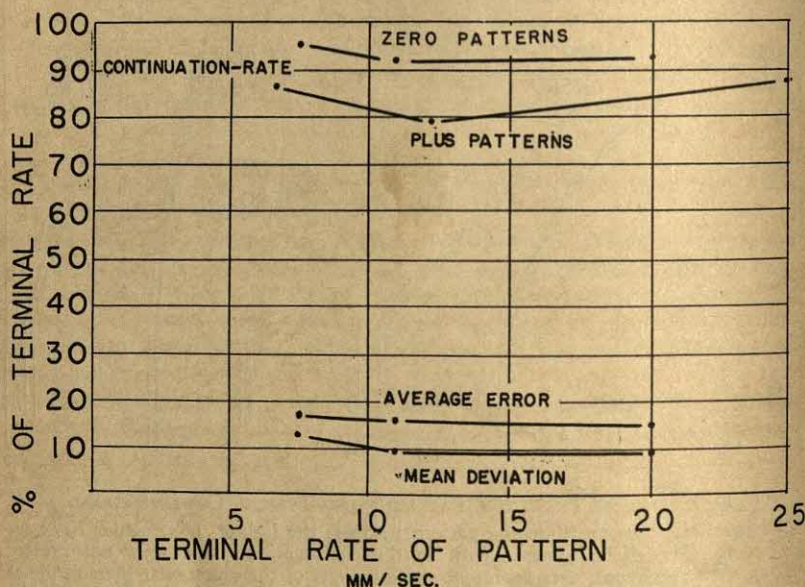 100
ZERO PATTERNS
90
CONTINUATION-RATE
80
PLUS PATTERNS
70
60
50
40
30
20
AVERAGE ERROR
10
MEAN DEVIATION
% OF TERMINAL RATE
5 10 15 20 25
TERMINAL RATE OF PATTERN
MM/ SEC.